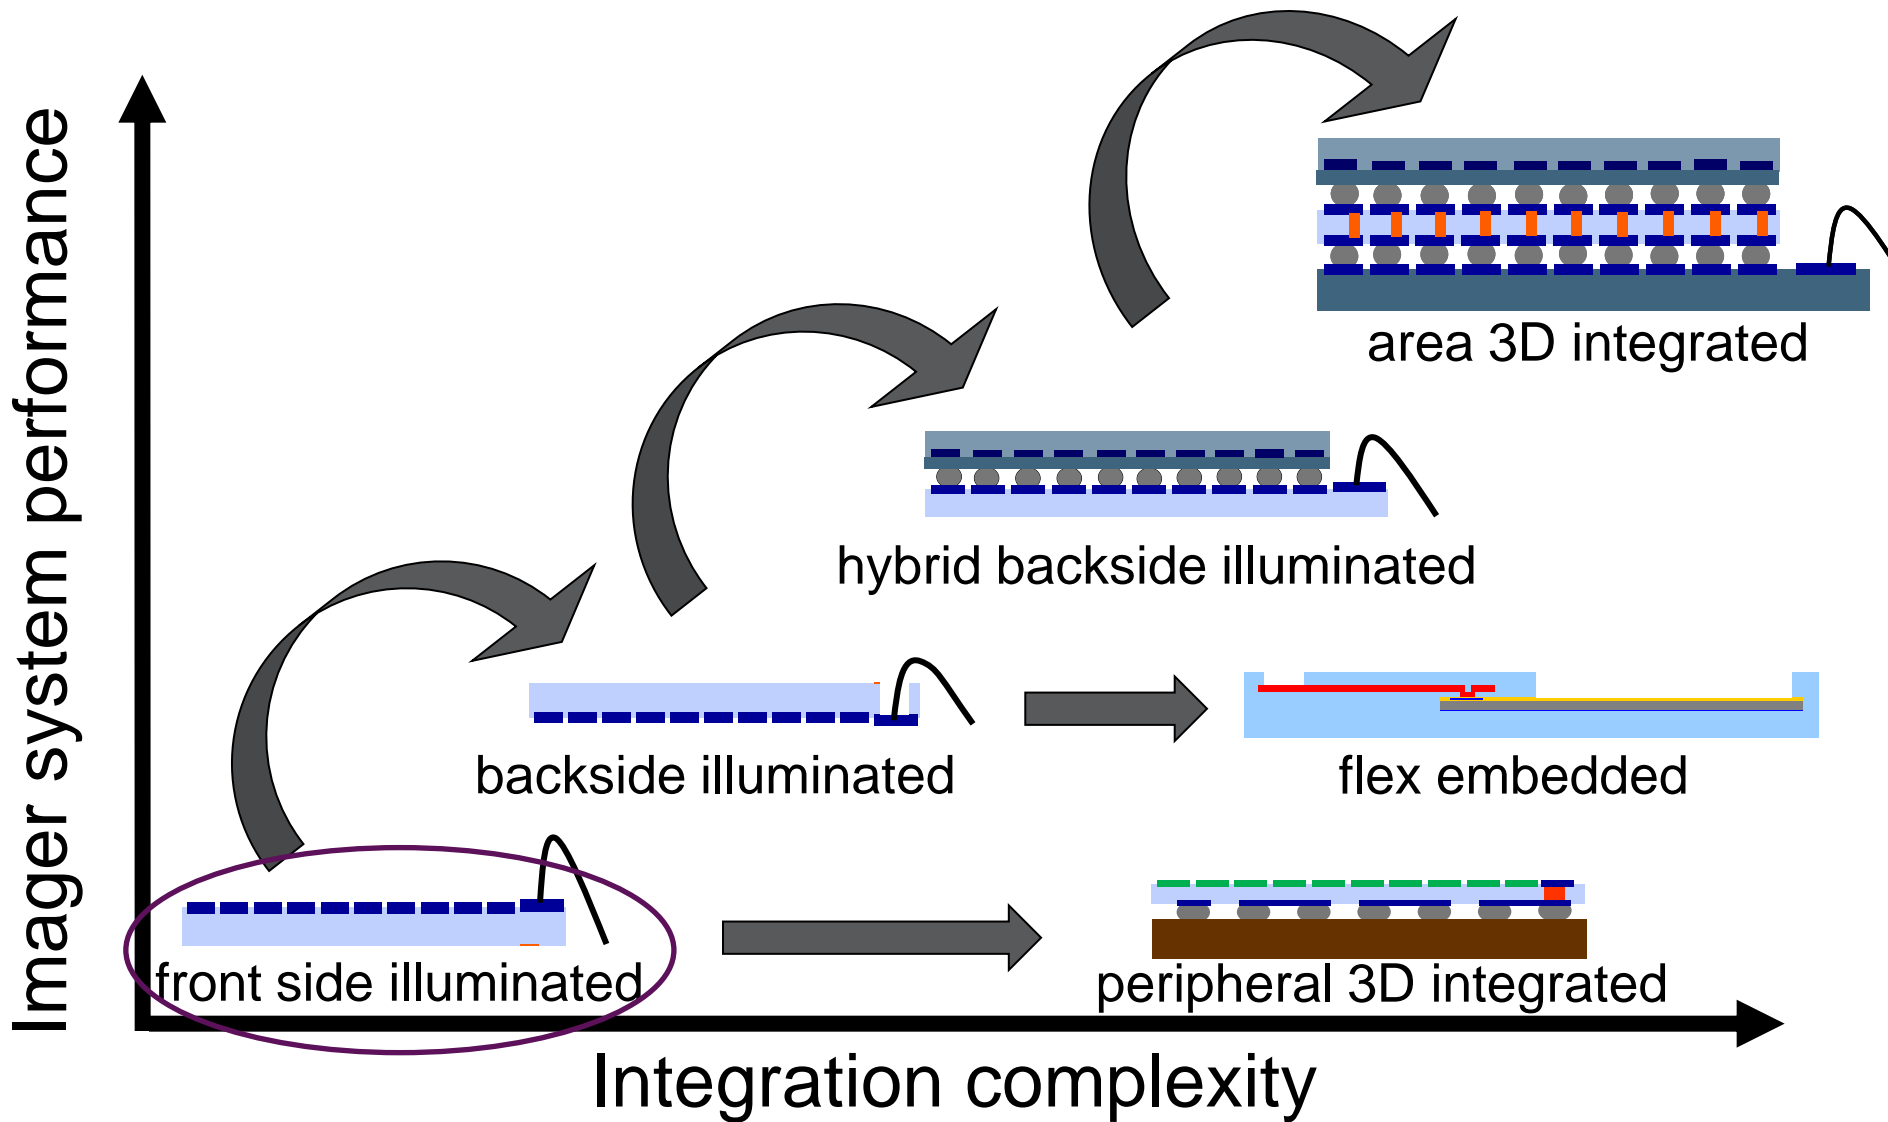 Imager system performance
area 3D integrated
hybrid backside illuminated
backside illuminated
flex embedded
front side illuminated
peripheral 3D integrated
Integration complexity